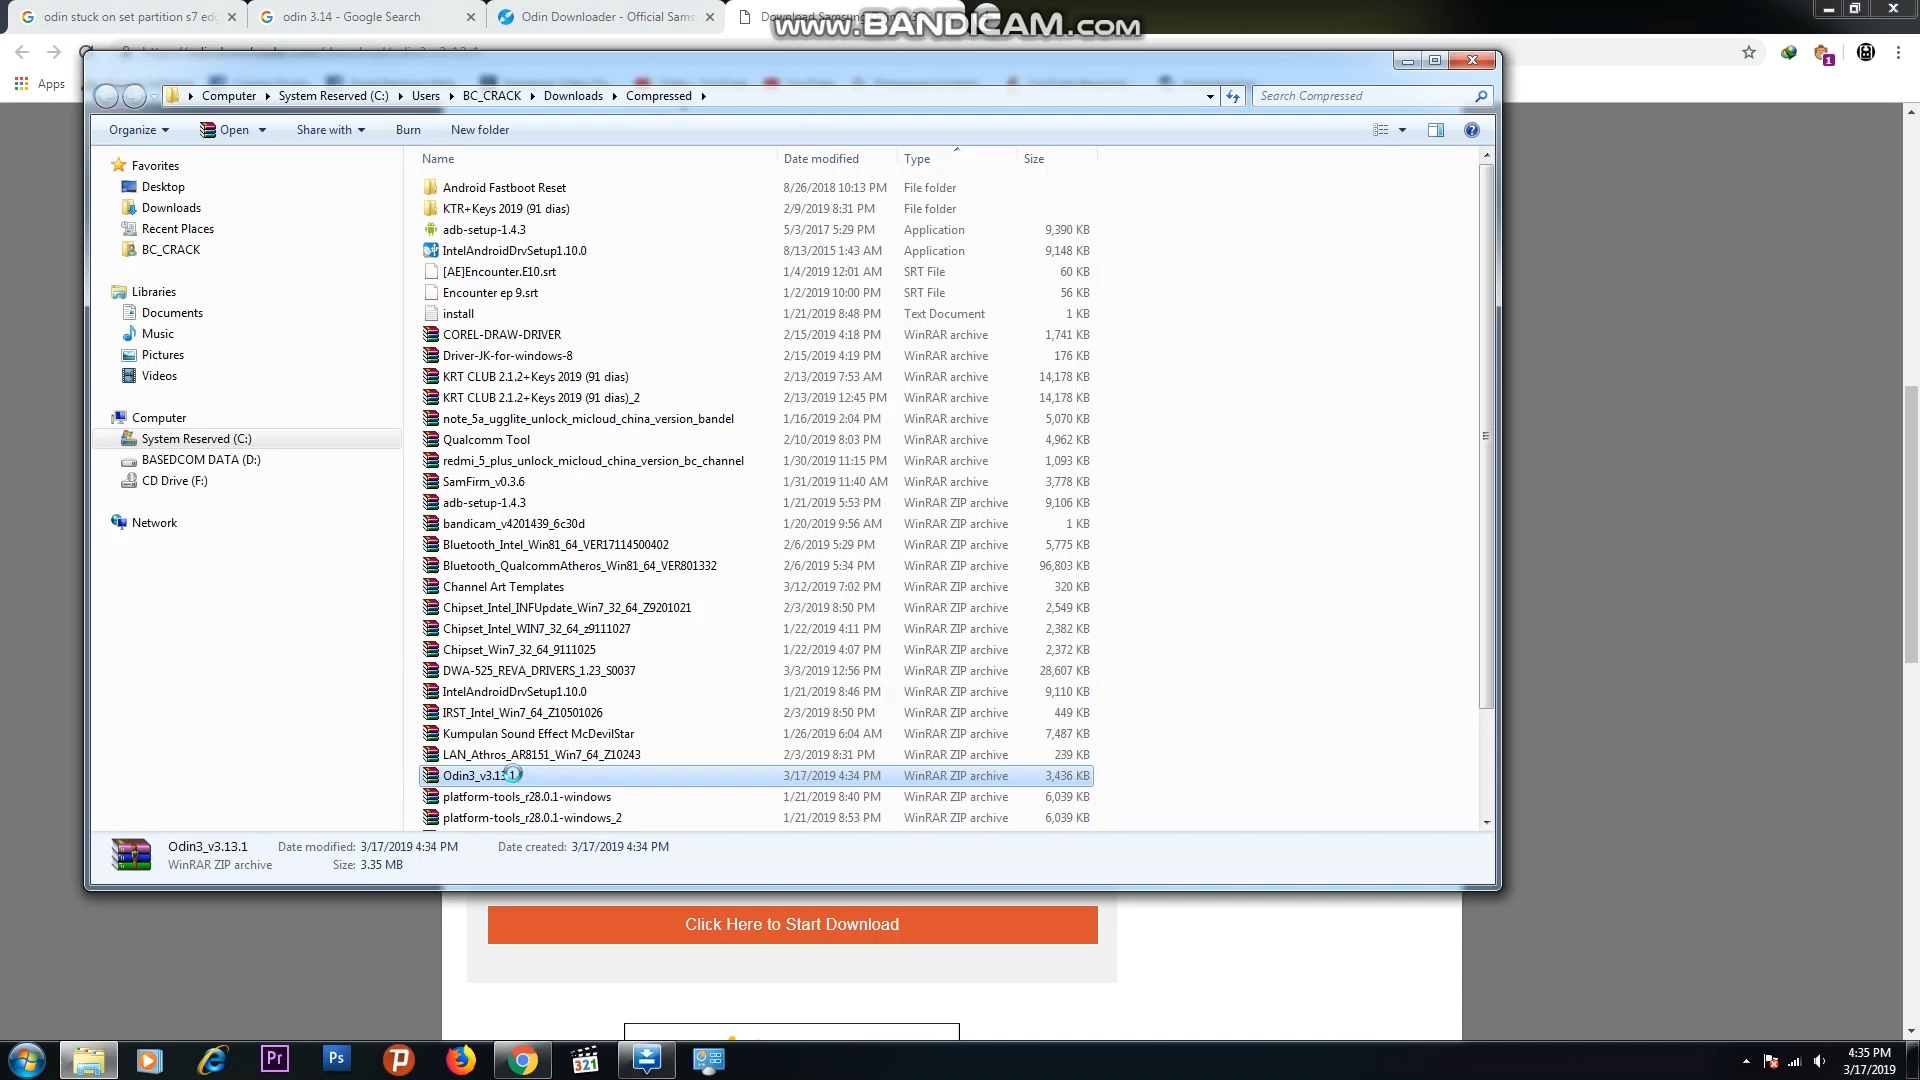 odin stuck on set partition s7 edg
odin 3.14 - Google Search
Odin Downloader - Official Sams
Download Samsung
www.BANDICAM.com
Apps
1
Computer
System Reserved (C:)
Users
BC_CRACK
Downloads
Compressed
Search Compressed
Organize
Open
Share with
Burn
New folder
Name
Date modified
Type
Size
Favorites
Desktop
Downloads
Recent Places
BC_CRACK
Libraries
Documents
Music
Pictures
Videos
Computer
System Reserved (C:)
BASEDCOM DATA (D:)
CD Drive (F:)
Network
Android Fastboot Reset 8/26/2018 10:13 PM File folder
KTR+Keys 2019 (91 dias) 2/9/2019 8:31 PM File folder
adb-setup-1.4.3 5/3/2017 5:29 PM Application 9,390 KB
IntelAndroidDrvSetup1.10.0 8/13/2015 1:43 AM Application 9,148 KB
[AE]Encounter.E10.srt 1/4/2019 12:01 AM SRT File 60 KB
Encounter ep 9.srt 1/2/2019 10:00 PM SRT File 56 KB
install 1/21/2019 8:48 PM Text Document 1 KB
COREL-DRAW-DRIVER 2/15/2019 4:18 PM WinRAR archive 1,741 KB
Driver-JK-for-windows-8 2/15/2019 4:19 PM WinRAR archive 176 KB
KRT CLUB 2.1.2+Keys 2019 (91 dias) 2/13/2019 7:53 AM WinRAR archive 14,178 KB
KRT CLUB 2.1.2+Keys 2019 (91 dias)_2 2/13/2019 12:45 PM WinRAR archive 14,178 KB
note_5a_ugglite_unlock_micloud_china_version_bandel 1/16/2019 2:04 PM WinRAR archive 5,070 KB
Qualcomm Tool 2/10/2019 8:03 PM WinRAR archive 4,962 KB
redmi_5_plus_unlock_micloud_china_version_bc_channel 1/30/2019 11:15 PM WinRAR archive 1,093 KB
SamFirm_v0.3.6 1/31/2019 11:40 AM WinRAR archive 3,778 KB
adb-setup-1.4.3 1/21/2019 5:53 PM WinRAR ZIP archive 9,106 KB
bandicam_v4201439_6c30d 1/20/2019 9:56 AM WinRAR ZIP archive 1 KB
Bluetooth_Intel_Win81_64_VER17114500402 2/6/2019 5:29 PM WinRAR ZIP archive 5,775 KB
Bluetooth_QualcommAtheros_Win81_64_VER801332 2/6/2019 5:34 PM WinRAR ZIP archive 96,803 KB
Channel Art Templates 3/12/2019 7:02 PM WinRAR ZIP archive 320 KB
Chipset_Intel_INFUpdate_Win7_32_64_Z9201021 2/3/2019 8:50 PM WinRAR ZIP archive 2,549 KB
Chipset_Intel_WIN7_32_64_z9111027 1/22/2019 4:11 PM WinRAR ZIP archive 2,382 KB
Chipset_Win7_32_64_9111025 1/22/2019 4:07 PM WinRAR ZIP archive 2,372 KB
DWA-525_REVA_DRIVERS_1.23_S0037 3/3/2019 12:56 PM WinRAR ZIP archive 28,607 KB
IntelAndroidDrvSetup1.10.0 1/21/2019 8:46 PM WinRAR ZIP archive 9,110 KB
IRST_Intel_Win7_64_Z10501026 2/3/2019 8:50 PM WinRAR ZIP archive 449 KB
Kumpulan Sound Effect McDevilStar 1/26/2019 6:04 AM WinRAR ZIP archive 7,487 KB
LAN_Athros_AR8151_Win7_64_Z10243 2/3/2019 8:31 PM WinRAR ZIP archive 239 KB
Odin3_v3.13.1 3/17/2019 4:34 PM WinRAR ZIP archive 3,436 KB
platform-tools_r28.0.1-windows 1/21/2019 8:40 PM WinRAR ZIP archive 6,039 KB
platform-tools_r28.0.1-windows_2 1/21/2019 8:53 PM WinRAR ZIP archive 6,039 KB
Odin3_v3.13.1 Date modified: 3/17/2019 4:34 PM Date created: 3/17/2019 4:34 PM
WinRAR ZIP archive Size: 3.35 MB
Click Here to Start Download
Pr
Ps
321
4:35 PM
3/17/2019